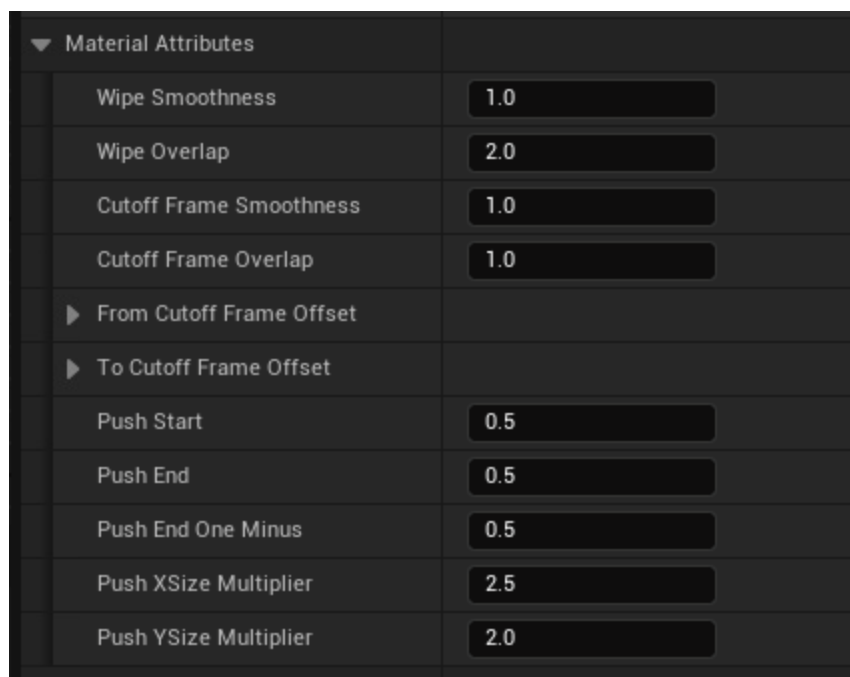 Material Attributes
Wipe Smoothness 1.0
Wipe Overlap 2.0
Cutoff Frame Smoothness 1.0
Cutoff Frame Overlap 1.0
From Cutoff Frame Offset
To Cutoff Frame Offset
Push Start 0.5
Push End 0.5
Push End One Minus 0.5
Push XSize Multiplier 2.5
Push YSize Multiplier 2.0